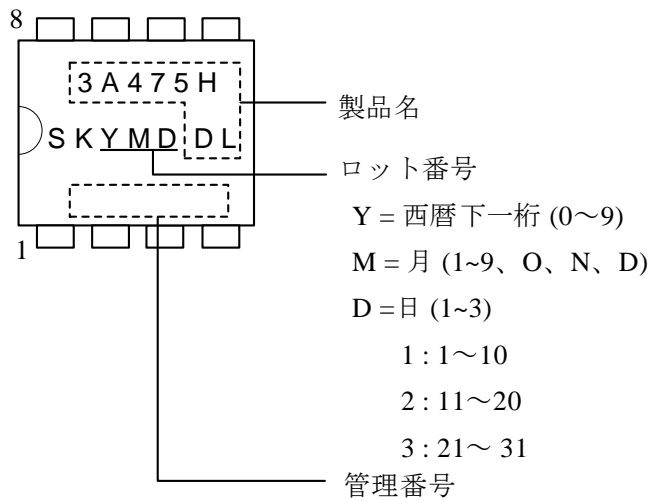 8
3A475H
SKYMD DL
1
製品名
ロット番号
Y = 西暦下一桁 (0～9)
M = 月 (1~9、O、N、D)
D =日 (1~3)
1 : 1～10
2 : 11～20
3 : 21～ 31
管理番号